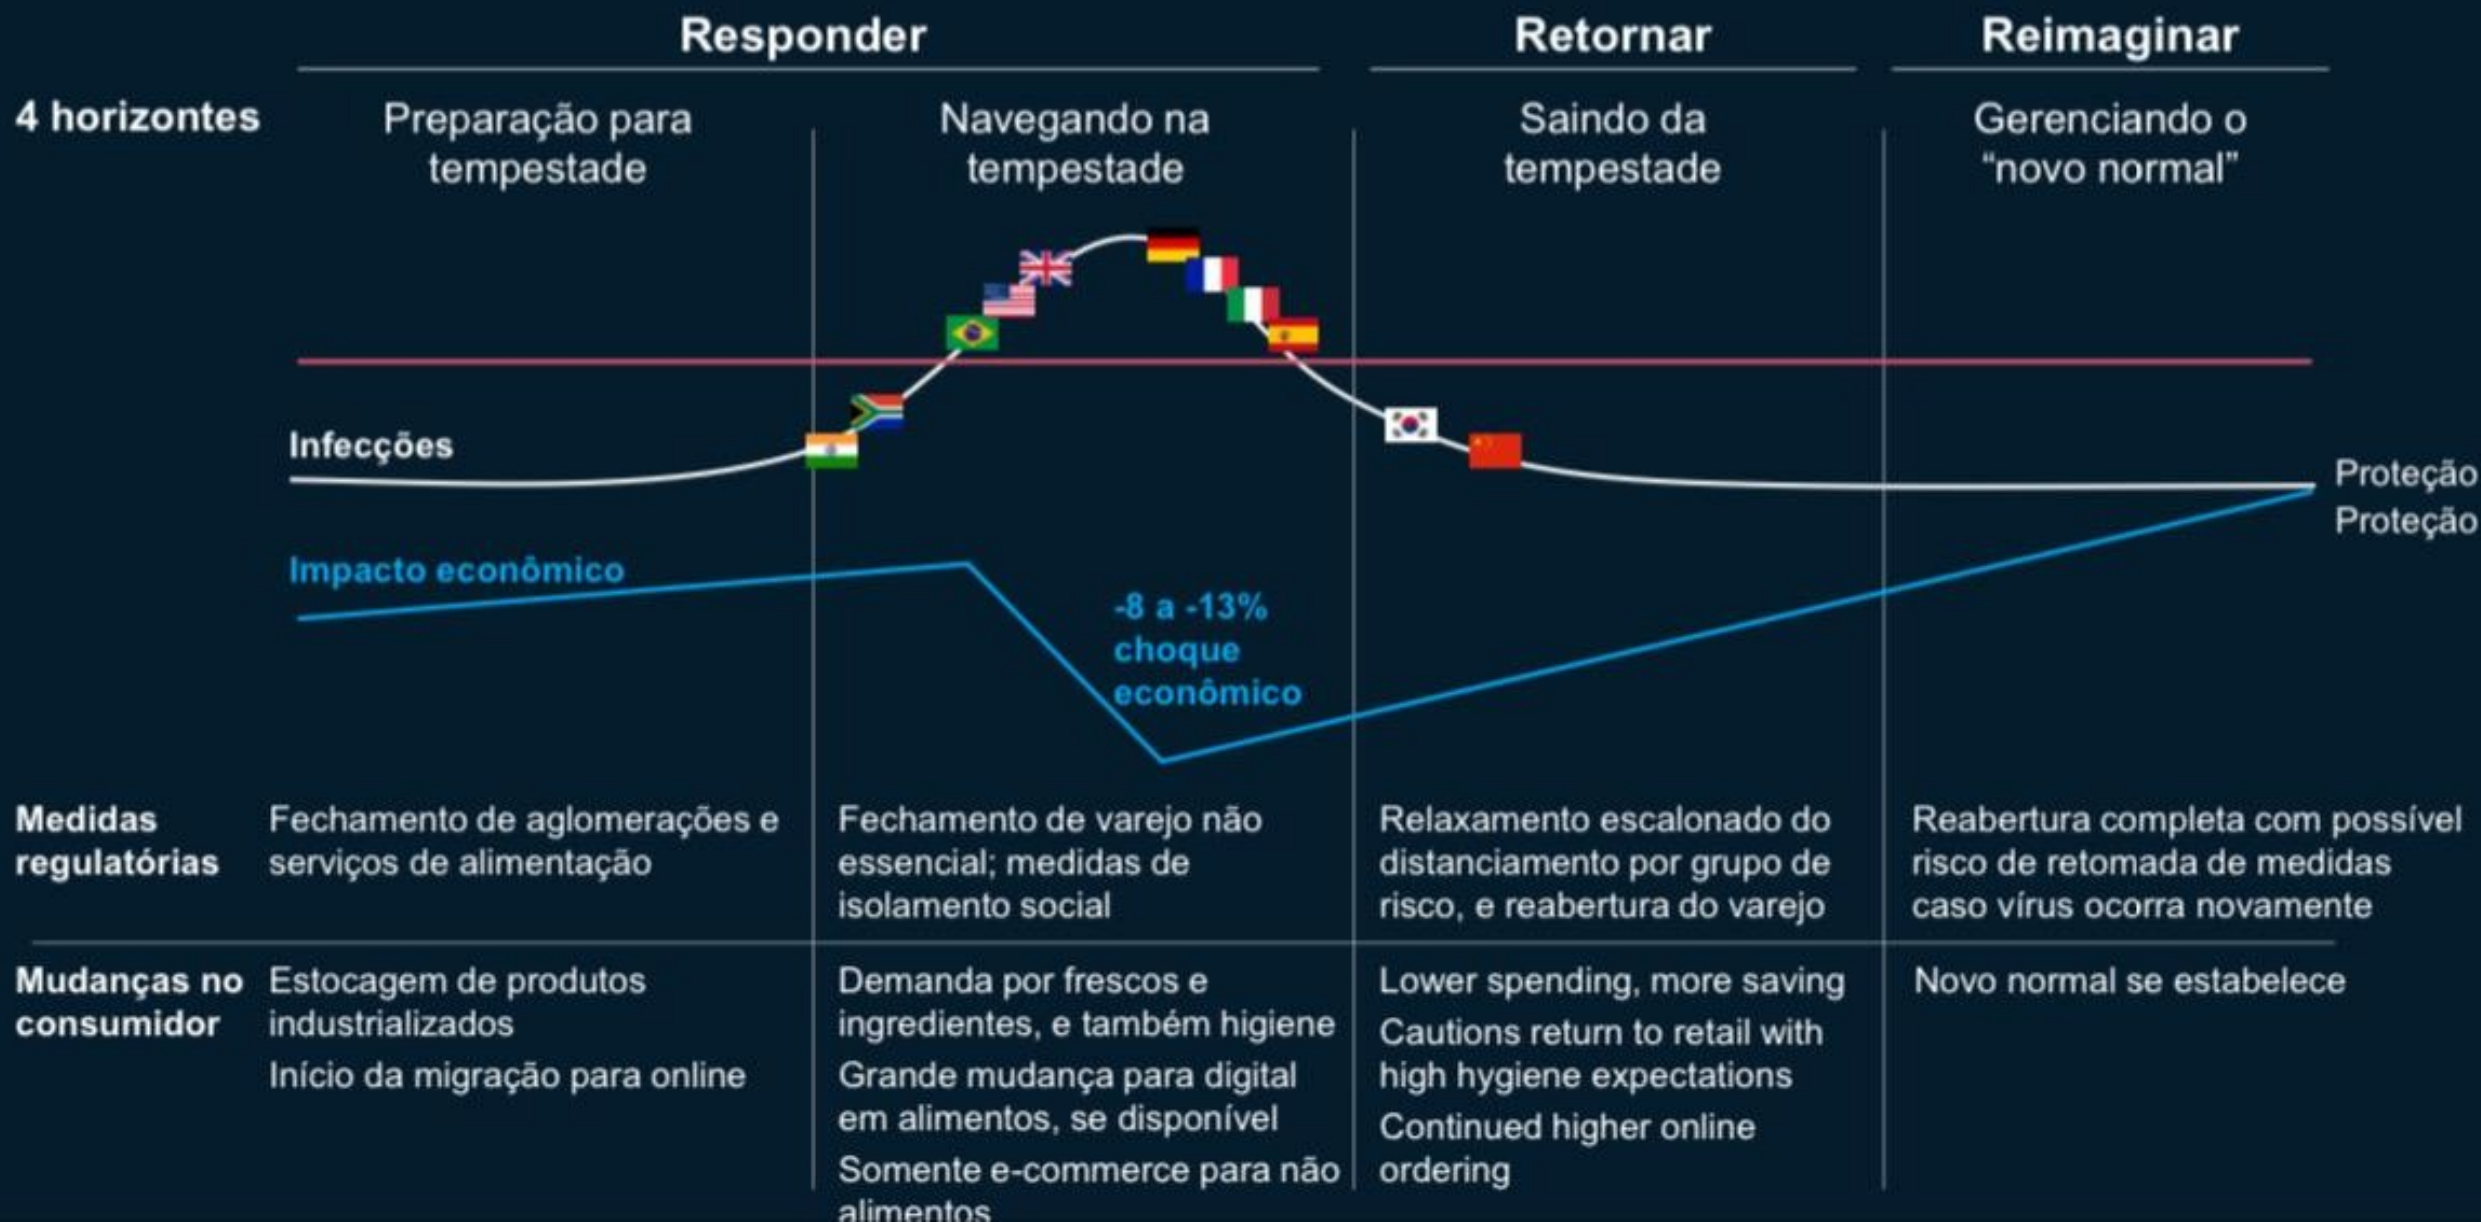 Responder
Retornar
Reimaginar
4 horizontes
Preparação para
tempestade
Navegando na
tempestade
Saindo da
tempestade
Gerenciando o
“novo normal”
Infecções
Proteção
Proteção
Impacto econômico
-8 a -13%
choque
econômico
Medidas
regulatórias
Fechamento de aglomerações e
serviços de alimentação
Fechamento de varejo não
essencial; medidas de
isolamento social
Relaxamento escalonado do
distanciamento por grupo de
risco, e reabertura do varejo
Reabertura completa com possível
risco de retomada de medidas
caso vírus ocorra novamente
Mudanças no
consumidor
Estocagem de produtos
industrializados
Início da migração para online
Demanda por frescos e
ingredientes, e também higiene
Grande mudança para digital
em alimentos, se disponível
Somente e-commerce para não
alimentos
Lower spending, more saving
Cautions return to retail with
high hygiene expectations
Continued higher online
ordering
Novo normal se estabelece